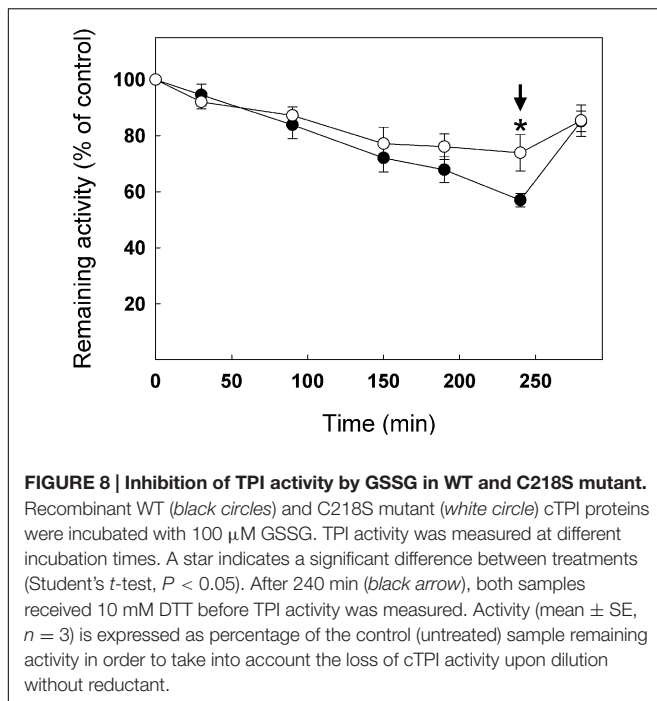 Remaining activity (% of control)
100
80
60
40
20
*
0
50
100
150
200
250
Time (min)
FIGURE 8 | Inhibition of TPI activity by GSSG in WT and C218S mutant.
Recombinant WT (black circles) and C218S mutant (white circle) cTPI proteins
were incubated with 100 μM GSSG. TPI activity was measured at different
incubation times. A star indicates a significant difference between treatments
(Student's t-test, P < 0.05). After 240 min (black arrow), both samples
received 10 mM DTT before TPI activity was measured. Activity (mean ± SE,
n = 3) is expressed as percentage of the control (untreated) sample remaining
activity in order to take into account the loss of cTPI activity upon dilution
without reductant.